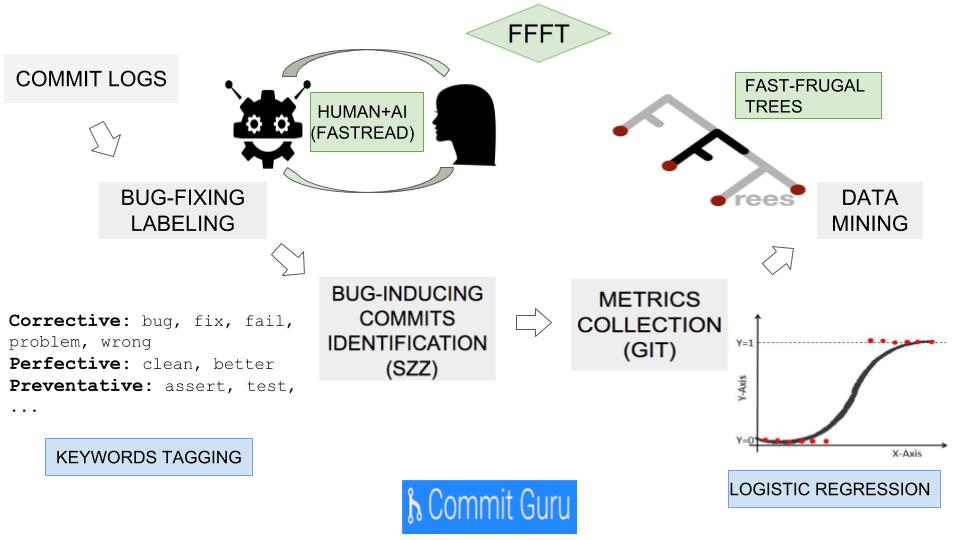 FFFT
COMMIT LOGS
HUMAN+AI
(FASTREAD)
FAST-FRUGAL
TREES
rees
BUG-FIXING
LABELING
DATA
MINING
BUG-INDUCING
COMMITS
IDENTIFICATION
(SZZ)
METRICS
COLLECTION
(GIT)
Corrective: bug, fix, fail,
problem, wrong
Perfective: clean, better
Preventative: assert, test,
...
KEYWORDS TAGGING
Y=1
Y-Axis
Y=0
X-Axis
LOGISTIC REGRESSION
Commit Guru